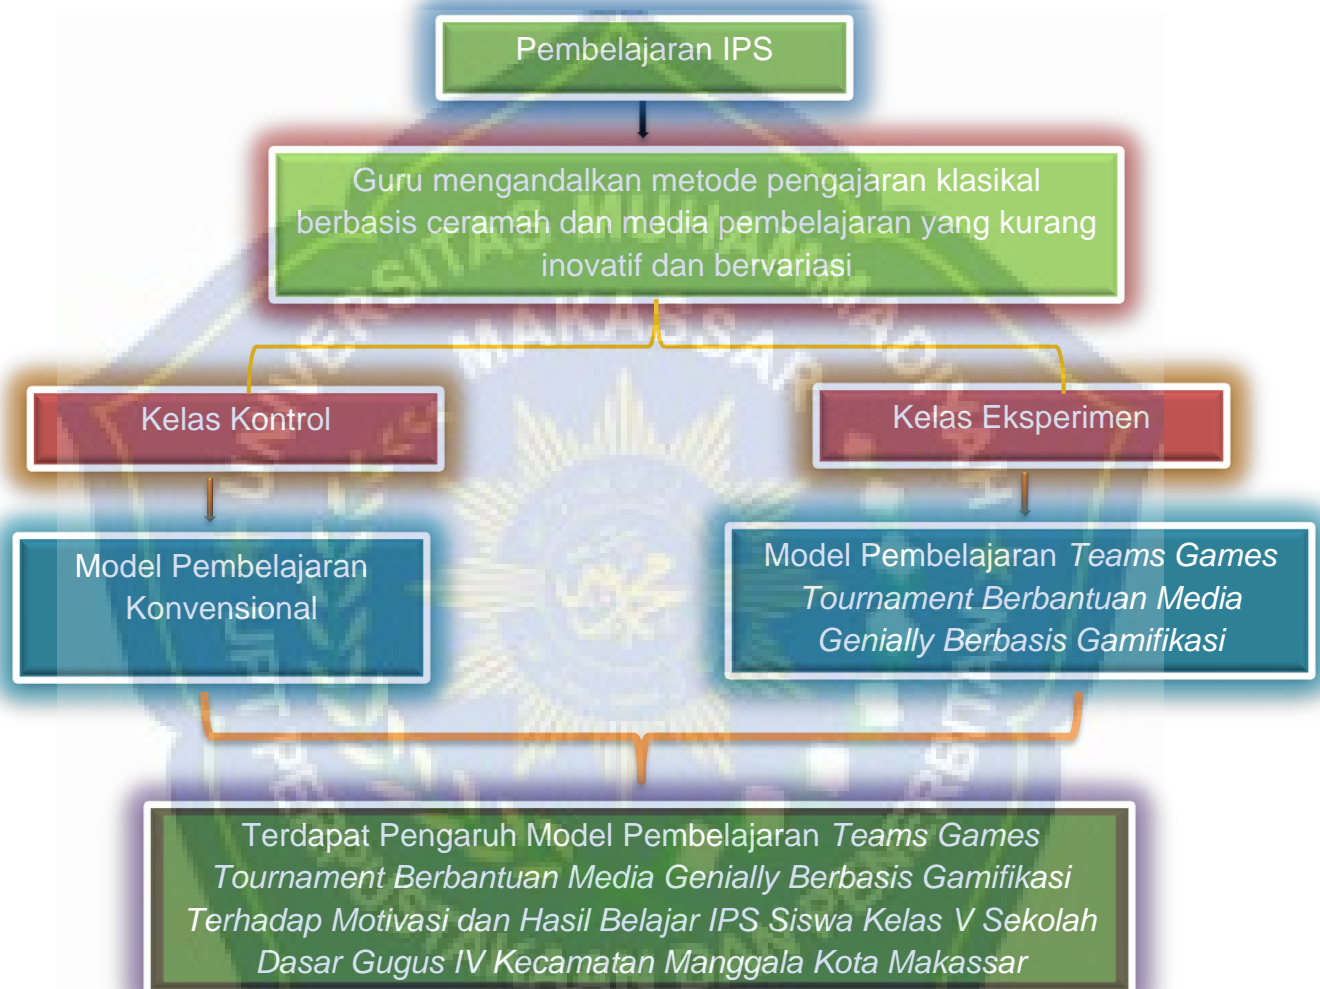 Pembelajaran IPS
Guru mengandalkan metode pengajaran klasikal
berbasis ceramah dan media pembelajaran yang kurang
inovatif dan bervariasi
UNIVERSITAS MUHAMMADIYAH
MAKASSAR
Kelas Kontrol
Kelas Eksperimen
Model Pembelajaran
Konvensional
Model Pembelajaran Teams Games
Tournament Berbantuan Media
Genially Berbasis Gamifikasi
Terdapat Pengaruh Model Pembelajaran Teams Games
Tournament Berbantuan Media Genially Berbasis Gamifikasi
Terhadap Motivasi dan Hasil Belajar IPS Siswa Kelas V Sekolah
Dasar Gugus IV Kecamatan Manggala Kota Makassar